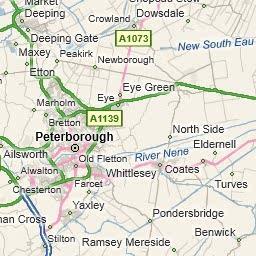 Market
Deeping
Crowland
Dowsdale
Deeping Gate
A1073
Maxey
Peakirk
New South Eau
Newborough
Etton
Eye
Eye Green
Marholm
Bretton
A1139
North Side
Peterborough
Ailsworth
Old Fletton
River Nene
Eldernell
Alwalton
Whittlesey
Coates
Chesterton
Farcet
Turves
Yaxley
Pondersbridge
Cross
Stilton
Ramsey Mereside
Benwick